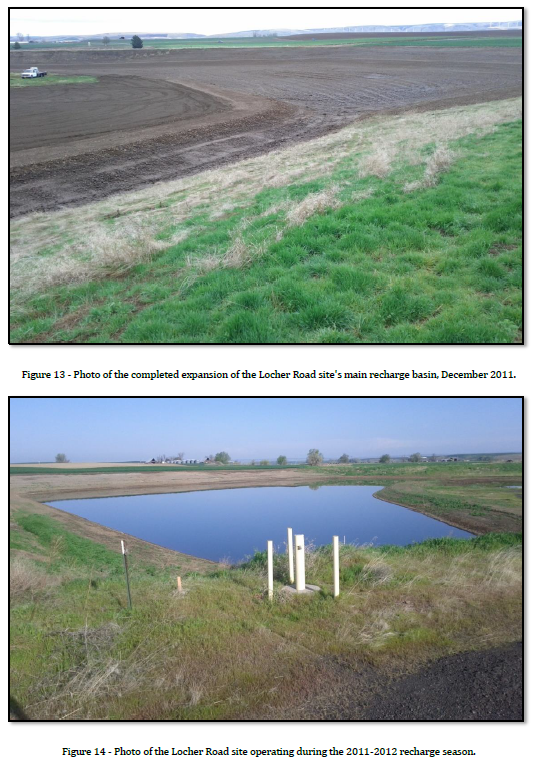 Figure 13 - Photo of the completed expansion of the Locher Road site's main recharge basin, December 2011.
Figure 14 - Photo of the Locher Road site operating during the 2011-2012 recharge season.